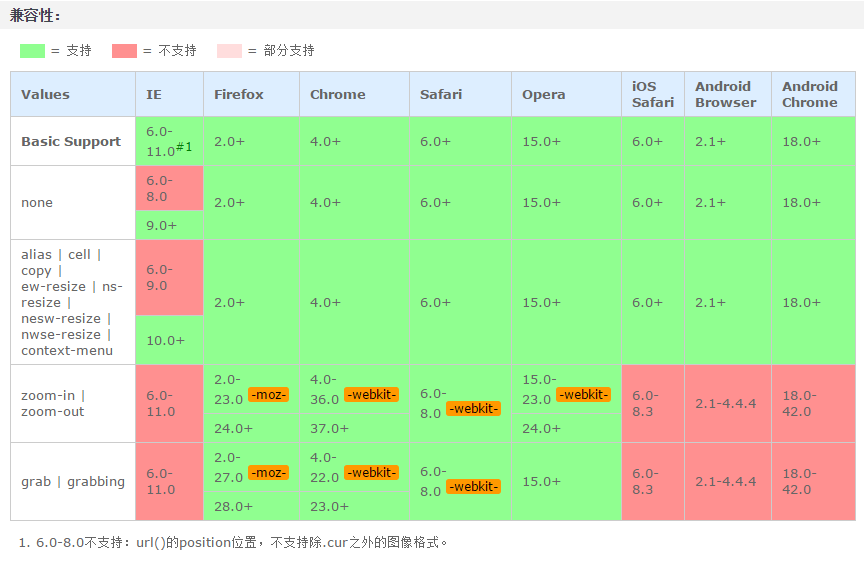 兼容性：
= 支持 = 不支持 = 部分支持
Values IE Firefox Chrome Safari Opera iOS Safari Android Browser Android Chrome
Basic Support 6.0-11.0#1 2.0+ 4.0+ 6.0+ 15.0+ 6.0+ 2.1+ 18.0+
none 6.0-8.0 2.0+ 4.0+ 6.0+ 15.0+ 6.0+ 2.1+ 18.0+
9.0+
alias | cell |
copy |
ew-resize | ns-
resize |
nesw-resize |
nwse-resize |
context-menu
6.0-9.0 2.0+ 4.0+ 6.0+ 15.0+ 6.0+ 2.1+ 18.0+
10.0+
zoom-in |
zoom-out
6.0-11.0 2.0-23.0 -moz- 4.0-36.0 -webkit- 6.0-8.0 -webkit- 15.0-23.0 -webkit- 6.0-8.3 2.1-4.4.4 18.0-42.0
24.0+ 37.0+ 24.0+
grab | grabbing 6.0-11.0 2.0-27.0 -moz- 4.0-22.0 -webkit- 6.0-8.0 -webkit- 15.0+ 6.0-8.3 2.1-4.4.4 18.0-42.0
28.0+ 23.0+
1. 6.0-8.0不支持：url()的position位置，不支持除.cur之外的图像格式。